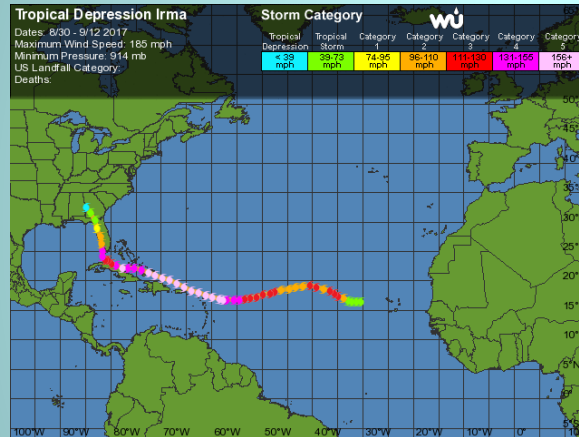 Tropical Depression Irma
Dates: 8/30 - 9/12 2017
Maximum Wind Speed: 185 mph
Minimum Pressure: 914 mb
US Landfall Category:
Deaths:
Storm Category
wu
Tropical Depression
< 39 mph
Tropical Storm
39-73 mph
Category 1
74-95 mph
Category 2
96-110 mph
Category 3
111-130 mph
Category 4
131-155 mph
Category 5
156+ mph
50°
45°
40°
35°
30°
25°
20°
15°
10°
5°N
0°
5°S
100°W
90°W
80°W
70°W
60°W
50°W
40°W
30°W
20°W
10°W
0°